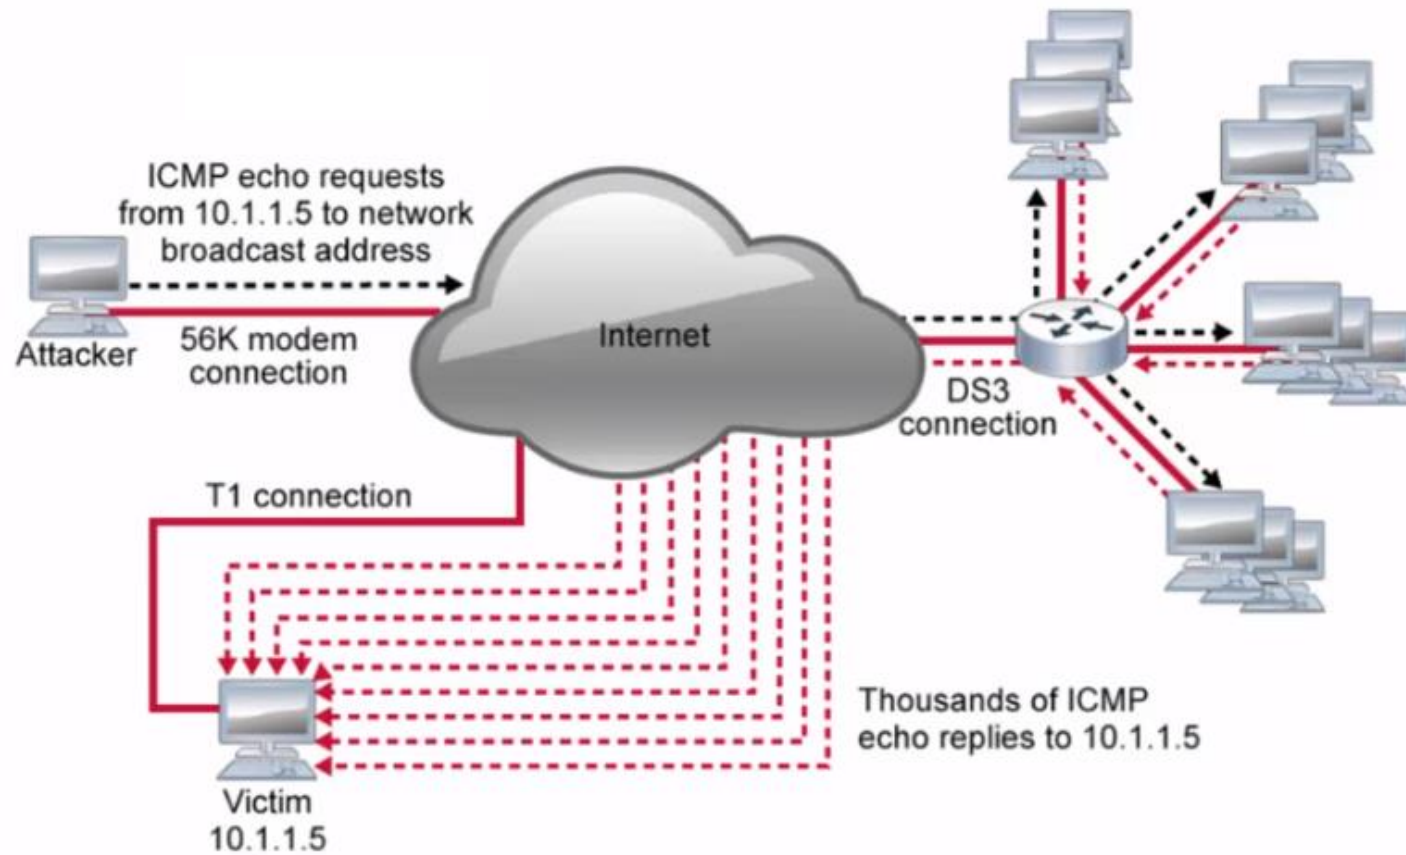 ICMP echo requests
from 10.1.1.5 to network
broadcast address
Attacker
56K modem
connection
Internet
DS3
connection
T1 connection
Thousands of ICMP
echo replies to 10.1.1.5
Victim
10.1.1.5